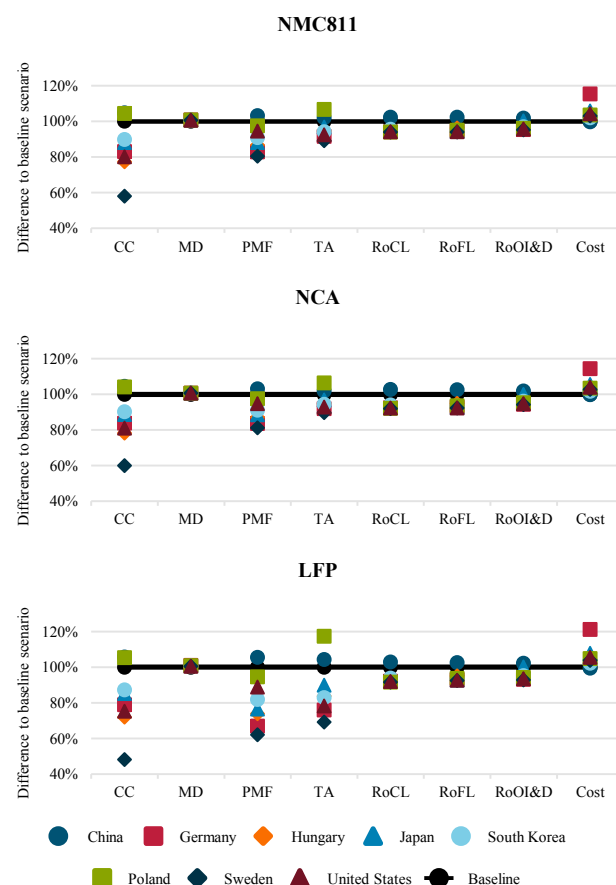 NMC811
Difference to baseline scenario
120%
100%
80%
60%
40%
CC MD PMF TA RoCL RoFL RoOI&D Cost
NCA
Difference to baseline scenario
120%
100%
80%
60%
40%
CC MD PMF TA RoCL RoFL RoOI&D Cost
LFP
Difference to baseline scenario
120%
100%
80%
60%
40%
CC MD PMF TA RoCL RoFL RoOI&D Cost
China Germany Hungary Japan South Korea
Poland Sweden United States Baseline